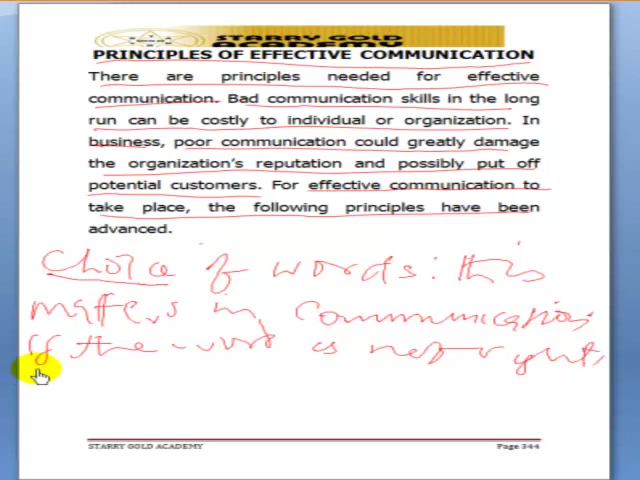 STARRY GOLD
ACADEMY
PRINCIPLES OF EFFECTIVE COMMUNICATION
There are principles needed for effective
communication. Bad communication skills in the long
run can be costly to individual or organization. In
business, poor communication could greatly damage
the organization's reputation and possibly put off
potential customers. For effective communication to
take place, the following principles have been
advanced.
Choice of words: this
matters in communication
if the word is not right,
STARRY GOLD ACADEMY Page 344